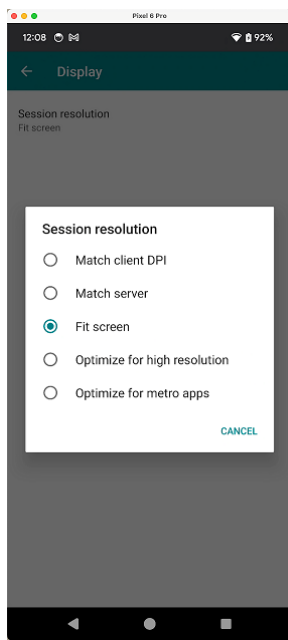 Pixel 6 Pro
12:08 92%
Display
Session resolution
Fit screen
Session resolution
Match client DPI
Match server
Fit screen
Optimize for high resolution
Optimize for metro apps
CANCEL